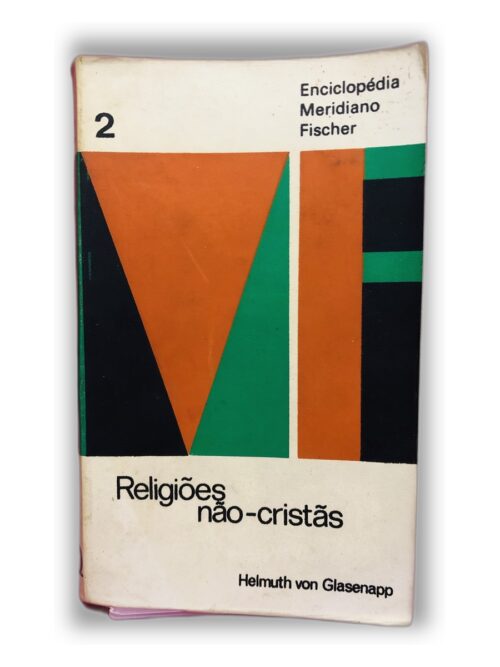 2
Enciclopédia
Meridiano
Fischer
Religiões
não-cristãs
Helmuth von Glasenapp